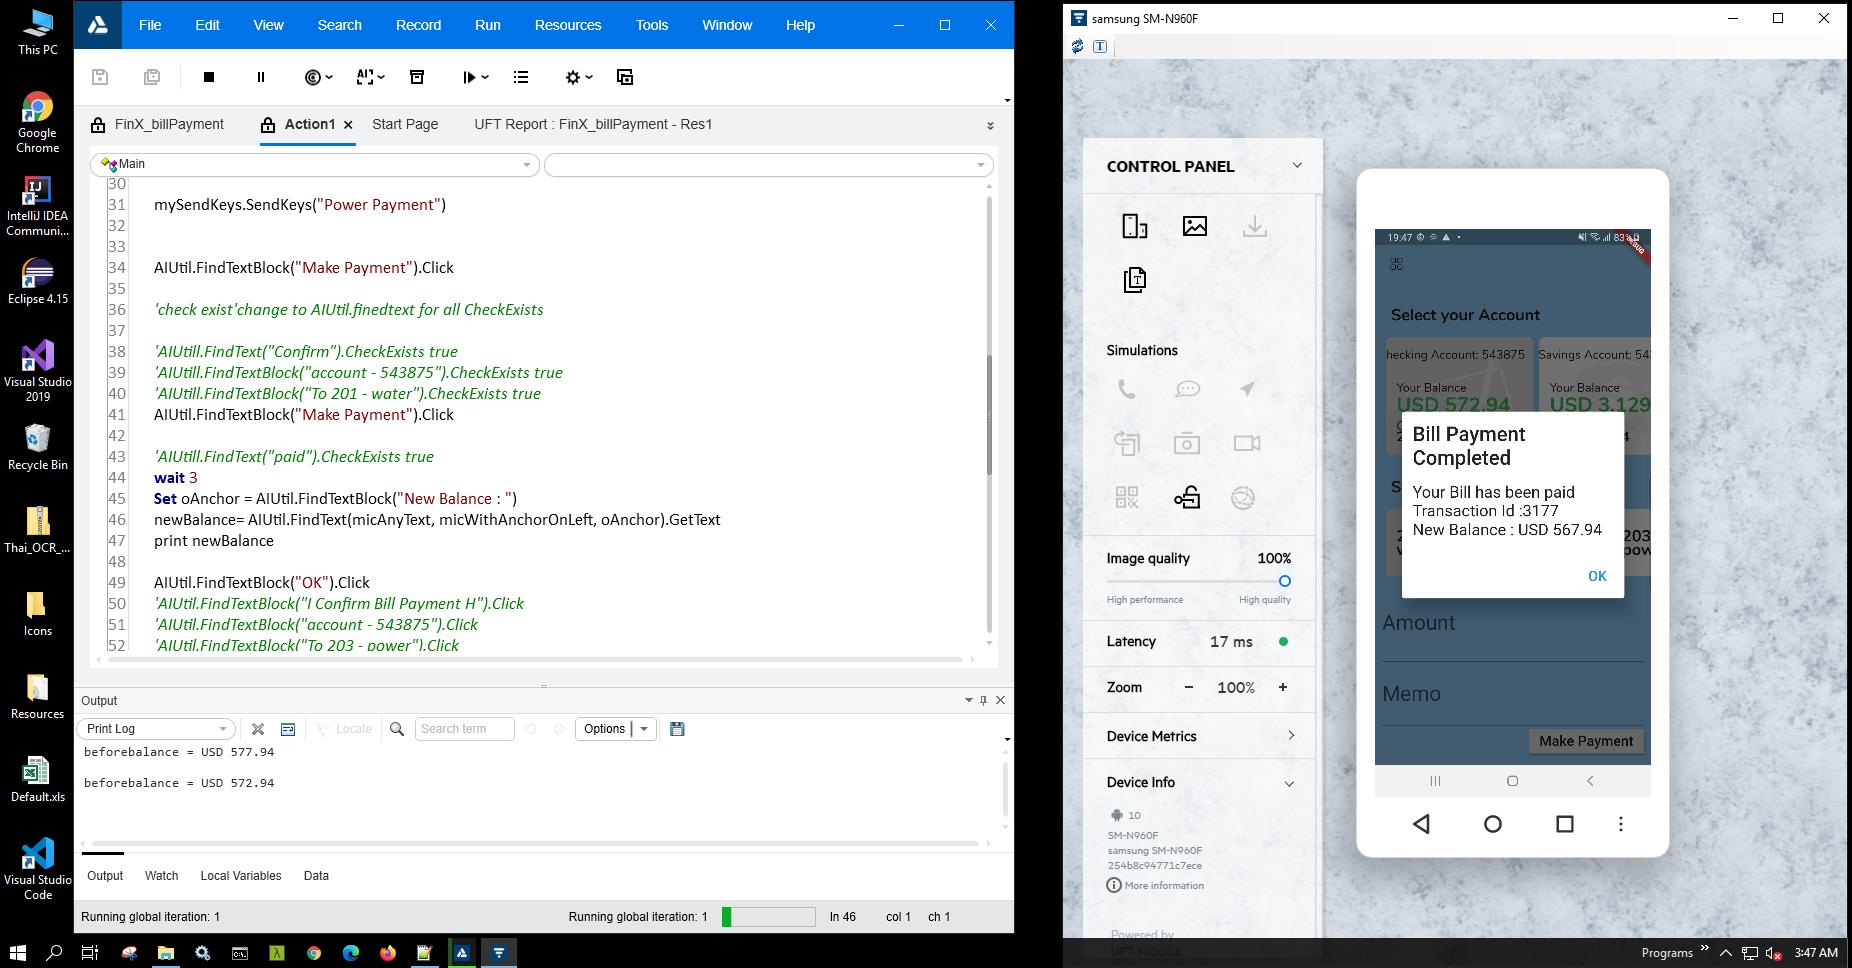 This PC
Google
Chrome
IntelliJ IDEA
Communi...
Eclipse 4.15
Visual Studio
2019
Recycle Bin
Thai_OCR_...
Icons
Resources
Default.xls
Visual Studio
Code
File Edit View Search Record Run Resources Tools Window Help
FinX_billPayment Action1 Start Page UFT Report : FinX_billPayment - Res1
Main
30
31 mySendKeys.SendKeys("Power Payment")
32
33
34 AIUtil.FindTextBlock("Make Payment").Click
35
36 'check exist'change to AIUtil.finedtext for all CheckExists
37
38 'AIUtill.FindText("Confirm").CheckExists true
39 'AIUtill.FindTextBlock("account - 543875").CheckExists true
40 'AIUtill.FindTextBlock("To 201 - water").CheckExists true
41 AIUtil.FindTextBlock("Make Payment").Click
42
43 'AIUtill.FindText("paid").CheckExists true
44 wait 3
45 Set oAnchor = AIUtil.FindTextBlock("New Balance : ")
46 newBalance= AIUtil.FindText(micAnyText, micWithAnchorOnLeft, oAnchor).GetText
47 print newBalance
48
49 AIUtil.FindTextBlock("OK").Click
50 'AIUtil.FindTextBlock("I Confirm Bill Payment H").Click
51 'AIUtil.FindTextBlock("account - 543875").Click
52 'AIUtil.FindTextBlock("To 203 - power").Click
Output
Print Log Locate Search term Options
beforebalance = USD 577.94
beforebalance = USD 572.94
Output Watch Local Variables Data
Running global iteration: 1 Running global iteration: 1 ln 46 col 1 ch 1
samsung SM-N960F
CONTROL PANEL
Simulations
Image quality 100%
High performance High quality
Latency 17 ms
Zoom 100%
Device Metrics
Device Info
10
SM-N960F
samsung SM-N960F
254b8c94771c7ece
More information
Powered by
UFT MOBILE
19:47 83%
Select your Account
hecking Account: 543875 Savings Account: 54
Your Balance Your Balance
USD 572.94 USD 3,129
Bill Payment
Completed
Your Bill has been paid
Transaction Id :3177
New Balance : USD 567.94
OK
203
pow
Amount
Memo
Make Payment
Programs 3:47 AM